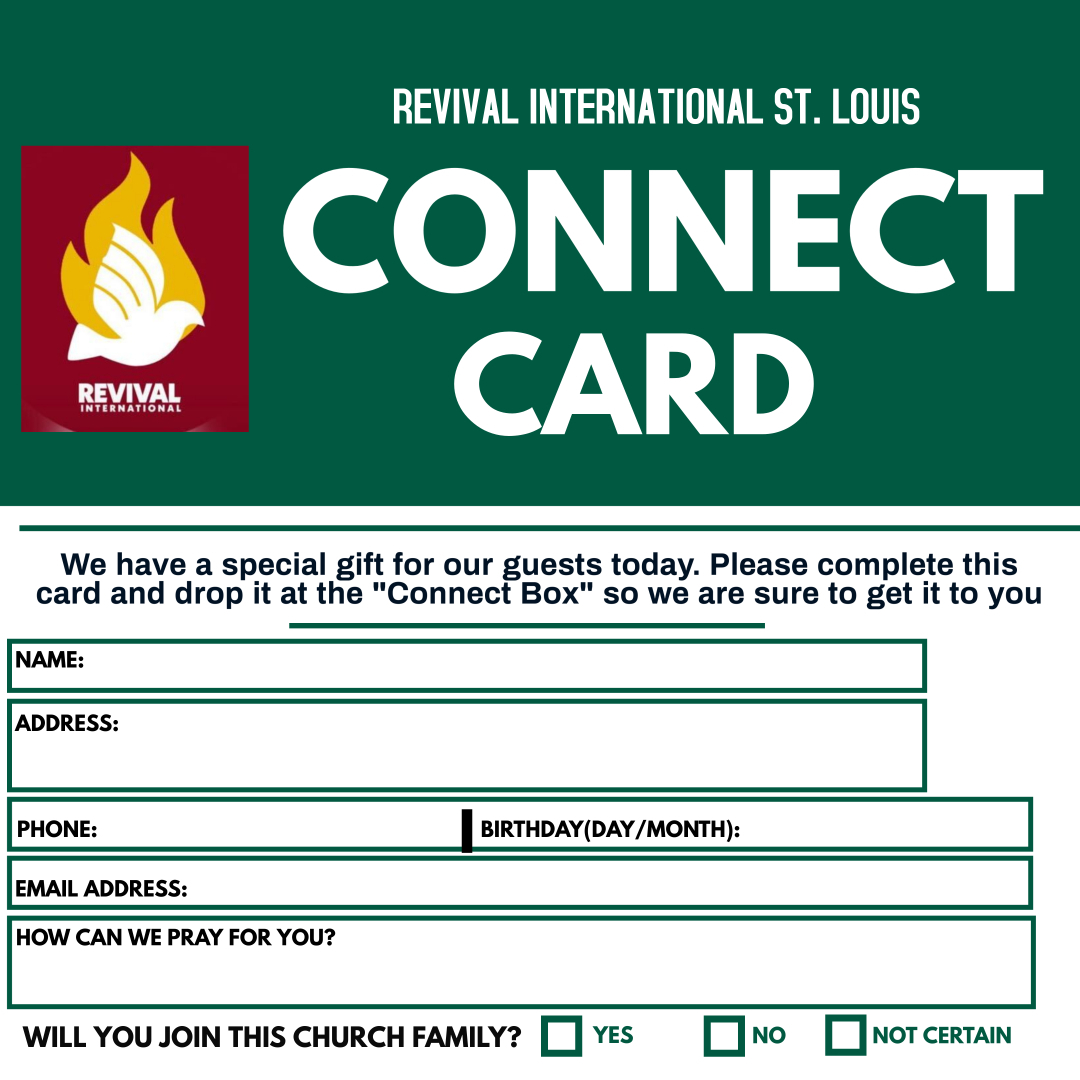 REVIVAL INTERNATIONAL ST. LOUIS
CONNECT
CARD
REVIVAL
INTERNATIONAL
We have a special gift for our guests today. Please complete this
card and drop it at the "Connect Box" so we are sure to get it to you
NAME:
ADDRESS:
PHONE:
BIRTHDAY(DAY/MONTH):
EMAIL ADDRESS:
HOW CAN WE PRAY FOR YOU?
WILL YOU JOIN THIS CHURCH FAMILY? YES NO NOT CERTAIN